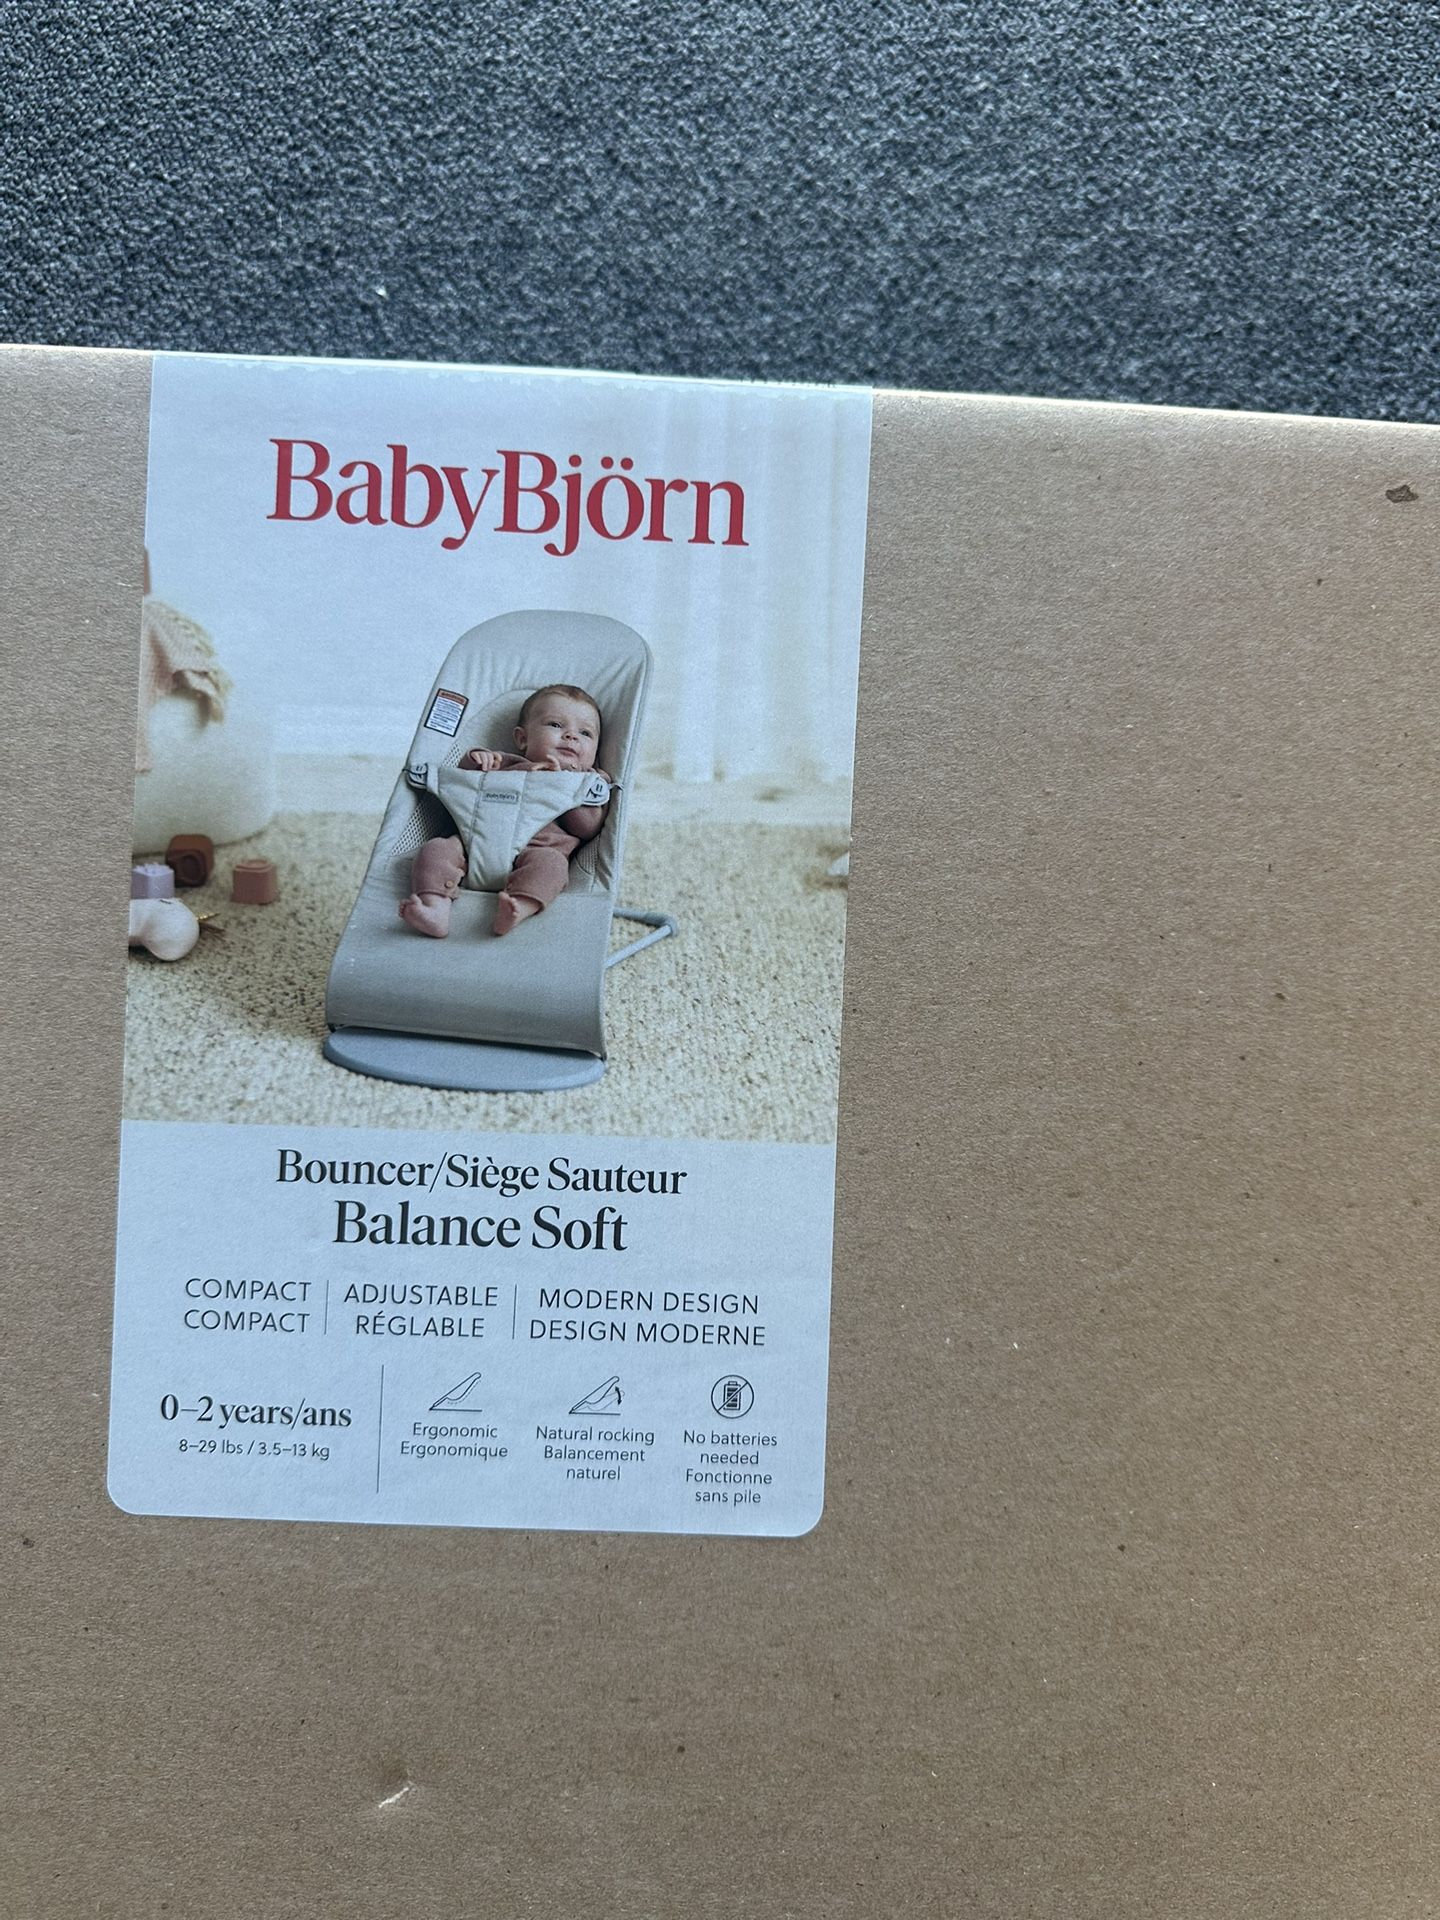 BabyBjörn
BabyBjörn
Bouncer/Siège Sauteur
Balance Soft
COMPACT
COMPACT
ADJUSTABLE
RÉGLABLE
MODERN DESIGN
DESIGN MODERNE
0–2 years/ans
8–29 lbs / 3.5–13 kg
Ergonomic
Ergonomique
Natural rocking
Balancement
naturel
No batteries
needed
Fonctionne
sans pile